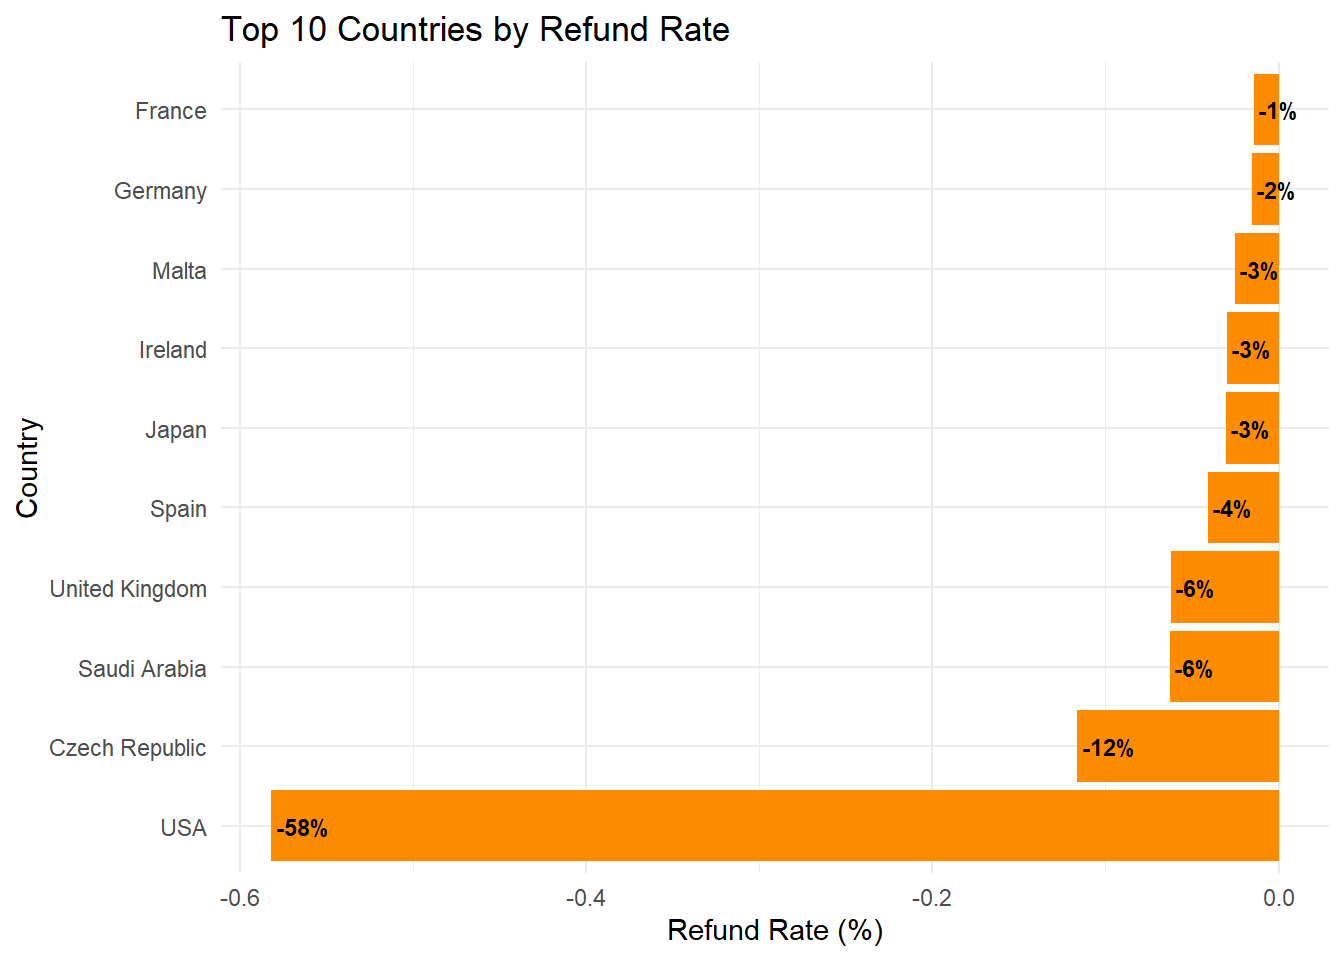 Top 10 Countries by Refund Rate
France
-1%
Germany
-2%
Malta
-3%
Ireland
-3%
Japan
-3%
Spain
-4%
United Kingdom
-6%
Saudi Arabia
-6%
Czech Republic
-12%
USA
-58%
Country
-0.6
-0.4
-0.2
0.0
Refund Rate (%)